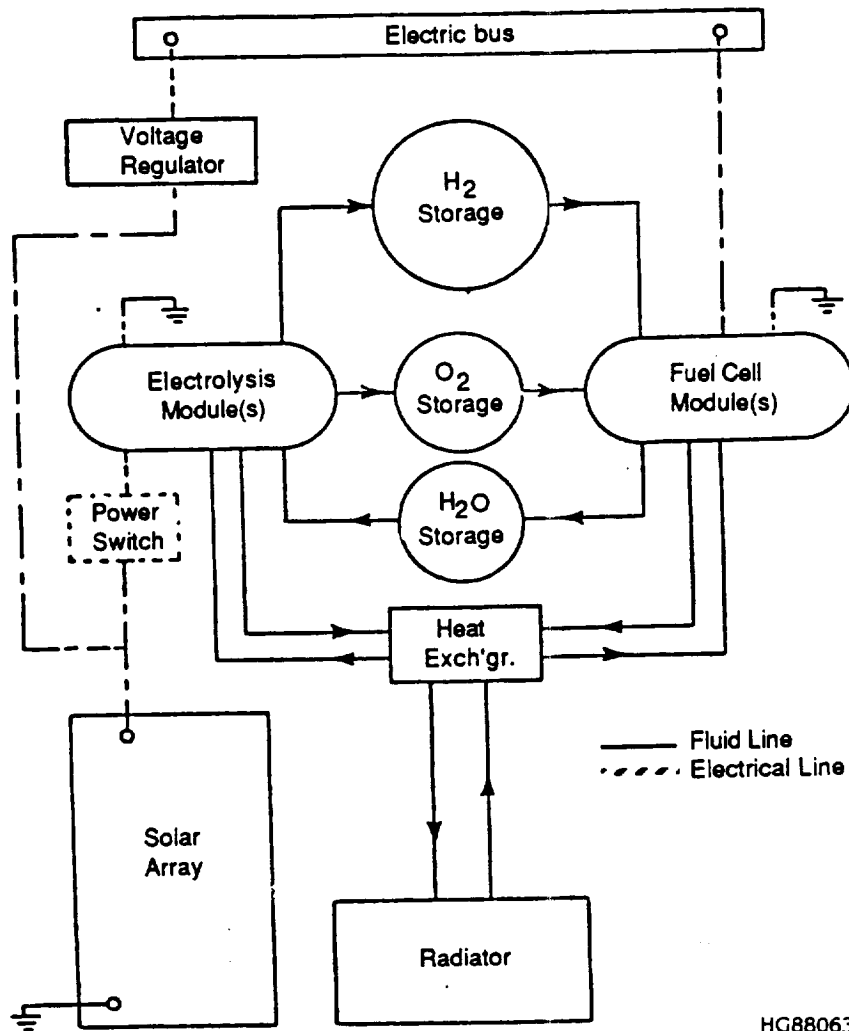 Electric bus
Voltage
Regulator
H2
Storage
Electrolysis
Module(s)
O2
Storage
Fuel Cell
Module(s)
H2O
Storage
Power
Switch
Heat
Exch'gr.
Fluid Line
Electrical Line
Solar
Array
Radiator
HG88063